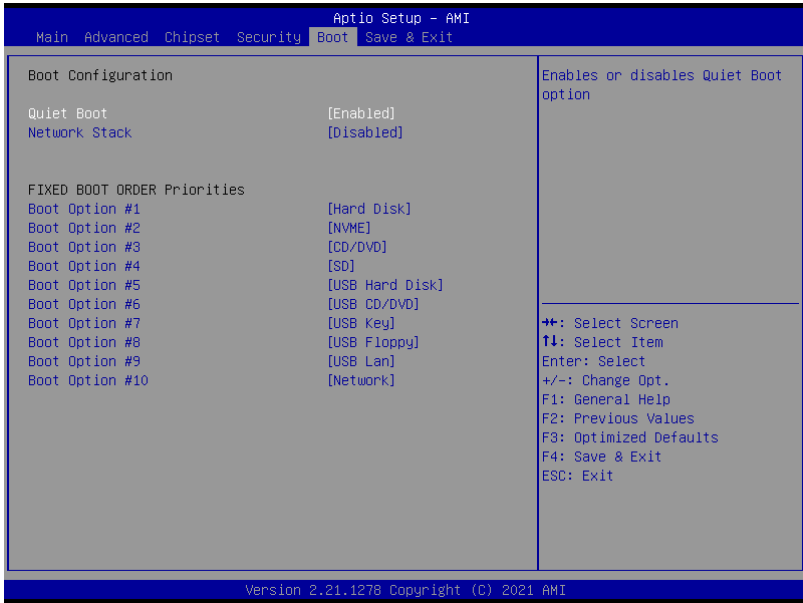 Aptio Setup – AMI
Main Advanced Chipset Security Boot Save & Exit
Boot Configuration
Quiet Boot [Enabled]
Network Stack [Disabled]
FIXED BOOT ORDER Priorities
Boot Option #1 [Hard Disk]
Boot Option #2 [NVME]
Boot Option #3 [CD/DVD]
Boot Option #4 [SD]
Boot Option #5 [USB Hard Disk]
Boot Option #6 [USB CD/DVD]
Boot Option #7 [USB Key]
Boot Option #8 [USB Floppy]
Boot Option #9 [USB Lan]
Boot Option #10 [Network]
Enables or disables Quiet Boot
option
→←: Select Screen
↑↓: Select Item
Enter: Select
+/-: Change Opt.
F1: General Help
F2: Previous Values
F3: Optimized Defaults
F4: Save & Exit
ESC: Exit
Version 2.21.1278 Copyright (C) 2021 AMI